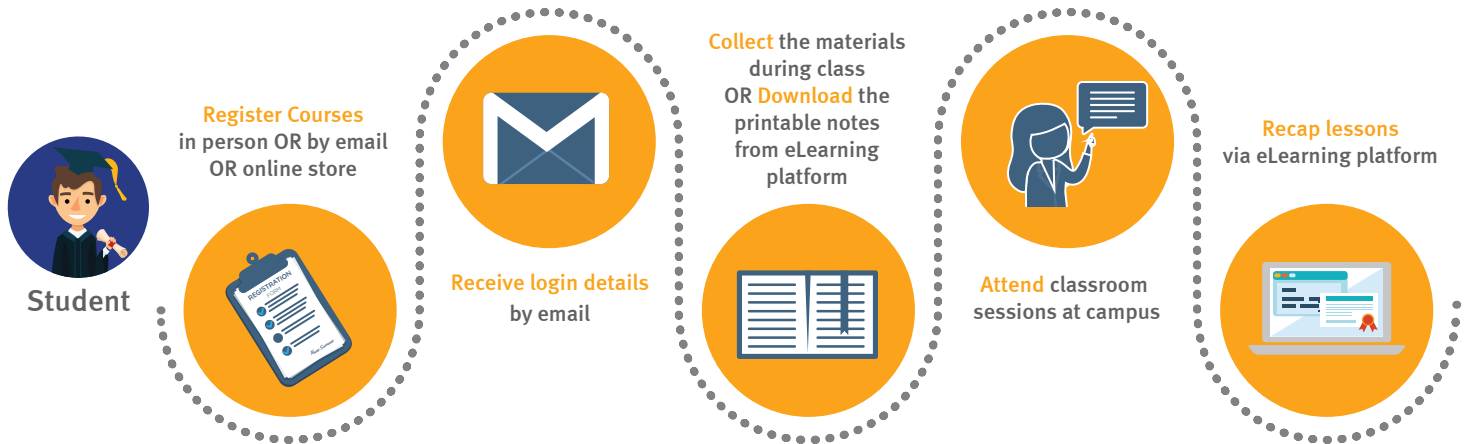 Student
Register Courses
in person OR by email
OR online store
REGISTRATION
FORM
Receive login details
by email
Collect the materials
during class
OR Download the
printable notes
from eLearning
platform
Attend classroom
sessions at campus
Recap lessons
via eLearning platform